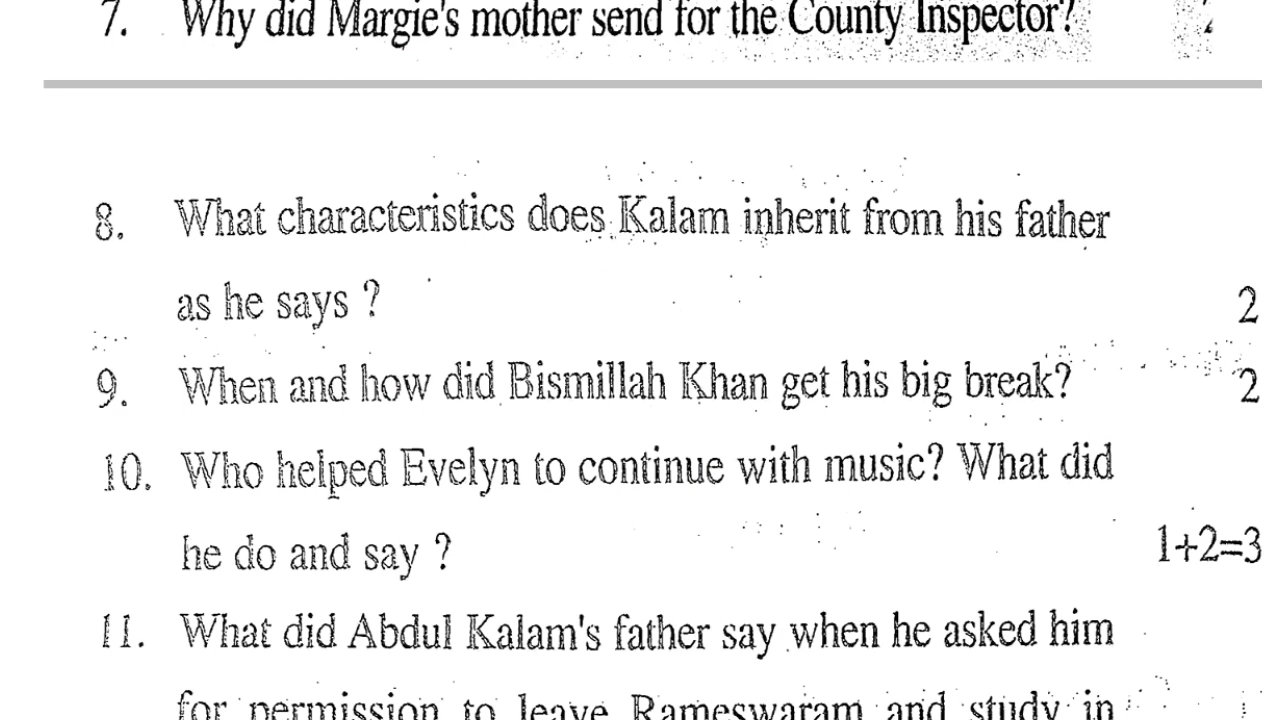 7. Why did Margie's mother send for the County Inspector?
8. What characteristics does Kalam inherit from his father
as he says ? 2
9. When and how did Bismillah Khan get his big break? 2
10. Who helped Evelyn to continue with music? What did
he do and say ? 1+2=3
11. What did Abdul Kalam's father say when he asked him
for permission to leave Rameswaram and study in